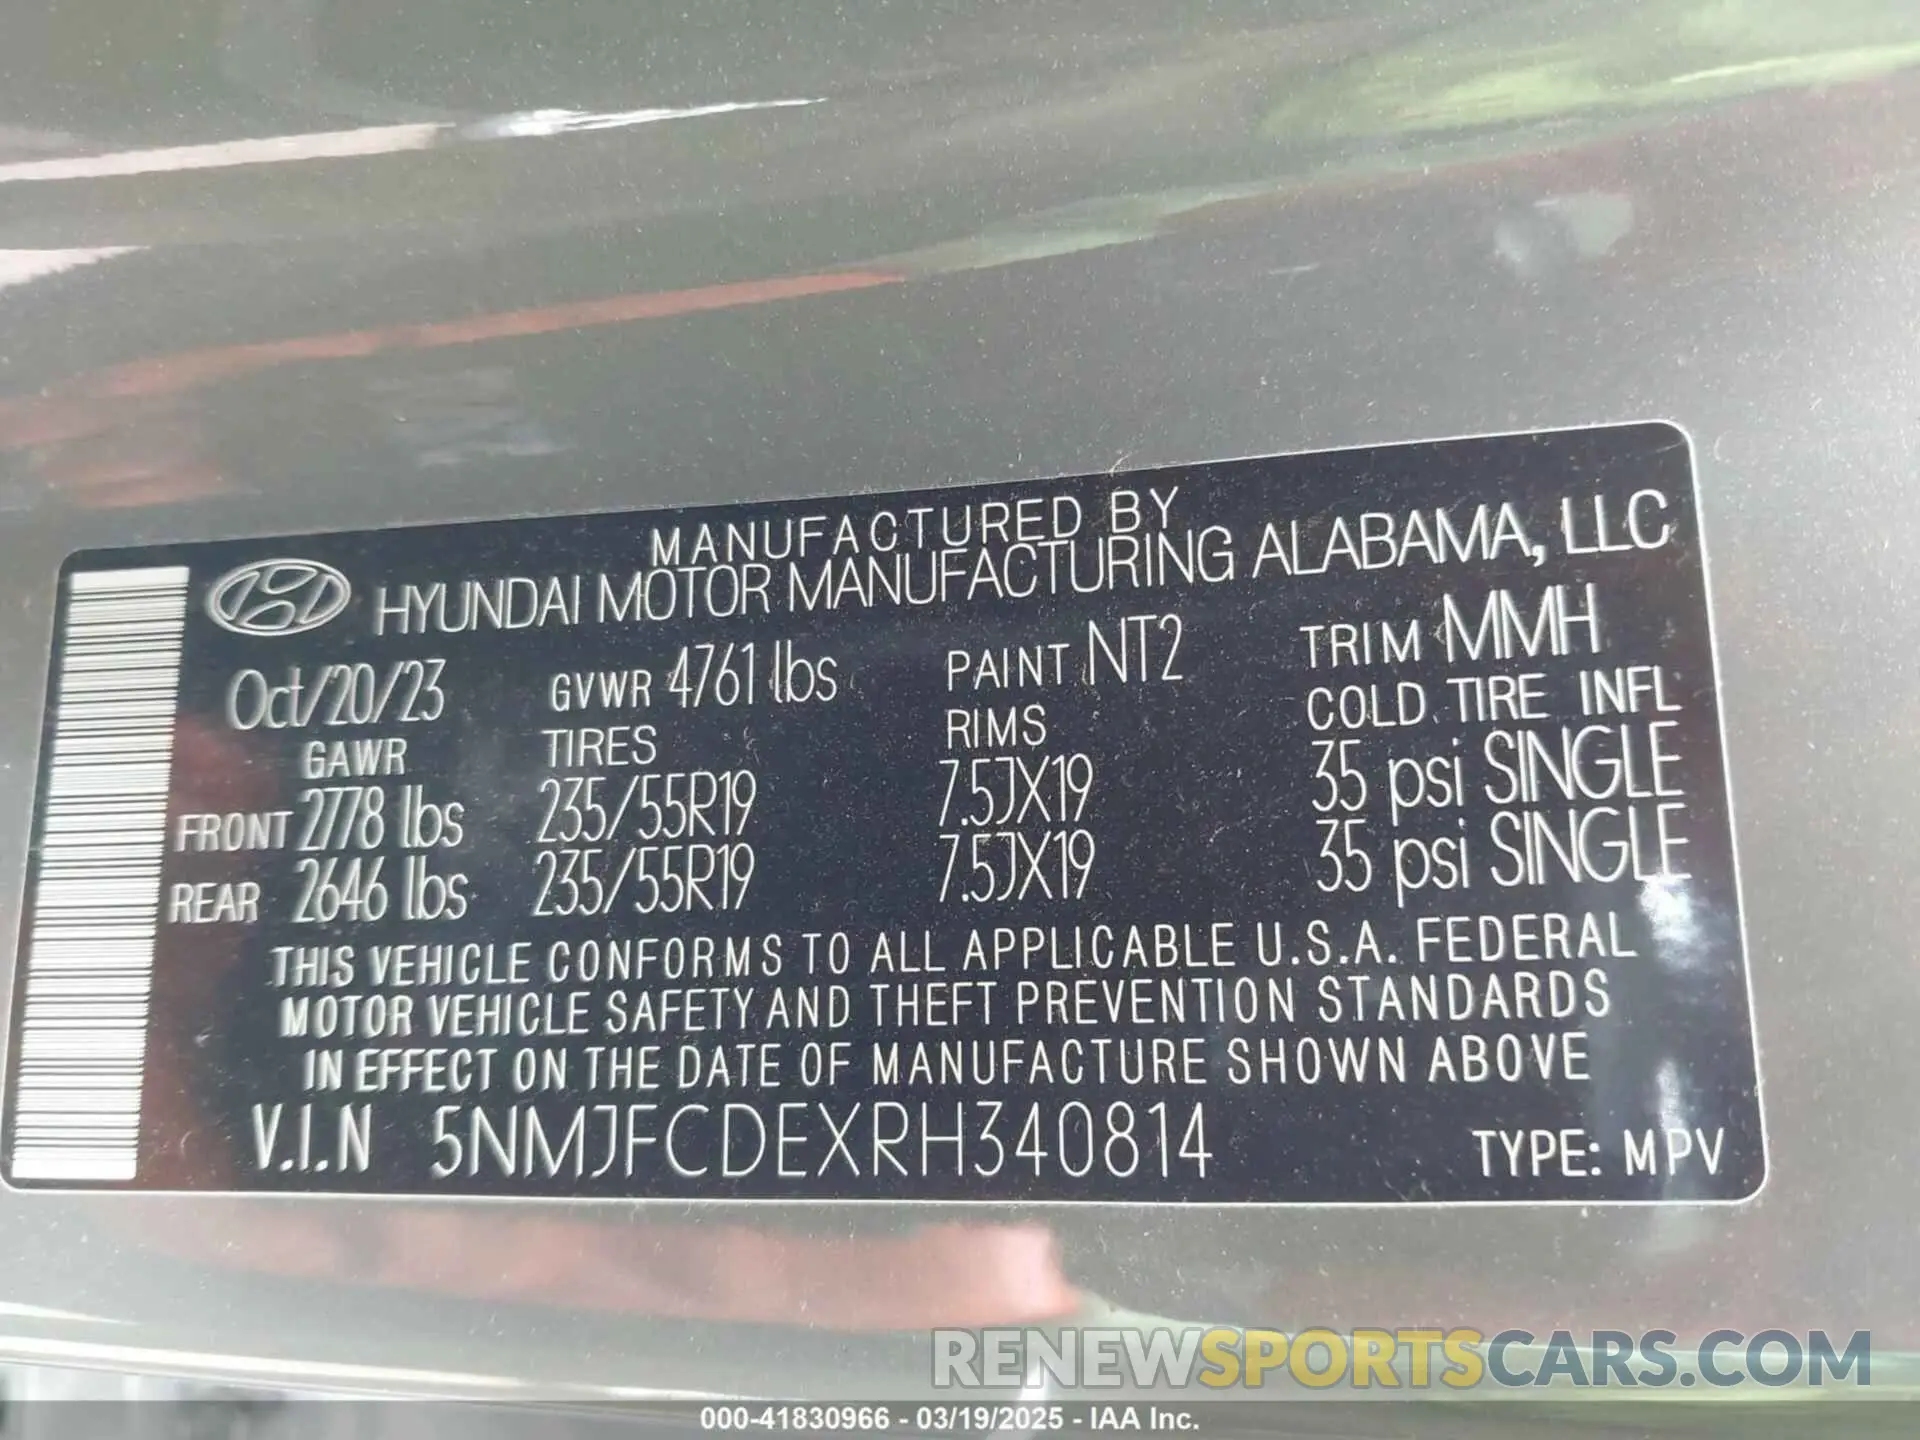 MANUFACTURED BY
HYUNDAI MOTOR MANUFACTURING ALABAMA, LLC
Oct/20/23 GVWR 4761 lbs PAINT NT2 TRIM MMH
GAWR TIRES RIMS COLD TIRE INFL
FRONT 2778 lbs 235/55R19 7.5JX19 35 psi SINGLE
REAR 2646 lbs 235/55R19 7.5JX19 35 psi SINGLE
THIS VEHICLE CONFORMS TO ALL APPLICABLE U.S.A. FEDERAL
MOTOR VEHICLE SAFETY AND THEFT PREVENTION STANDARDS
IN EFFECT ON THE DATE OF MANUFACTURE SHOWN ABOVE
V.I.N 5NMJFCDEXRH340814 TYPE: MPV
RENEWSPORTSCARS.COM
000-41830966 - 03/19/2025 - IAA Inc.